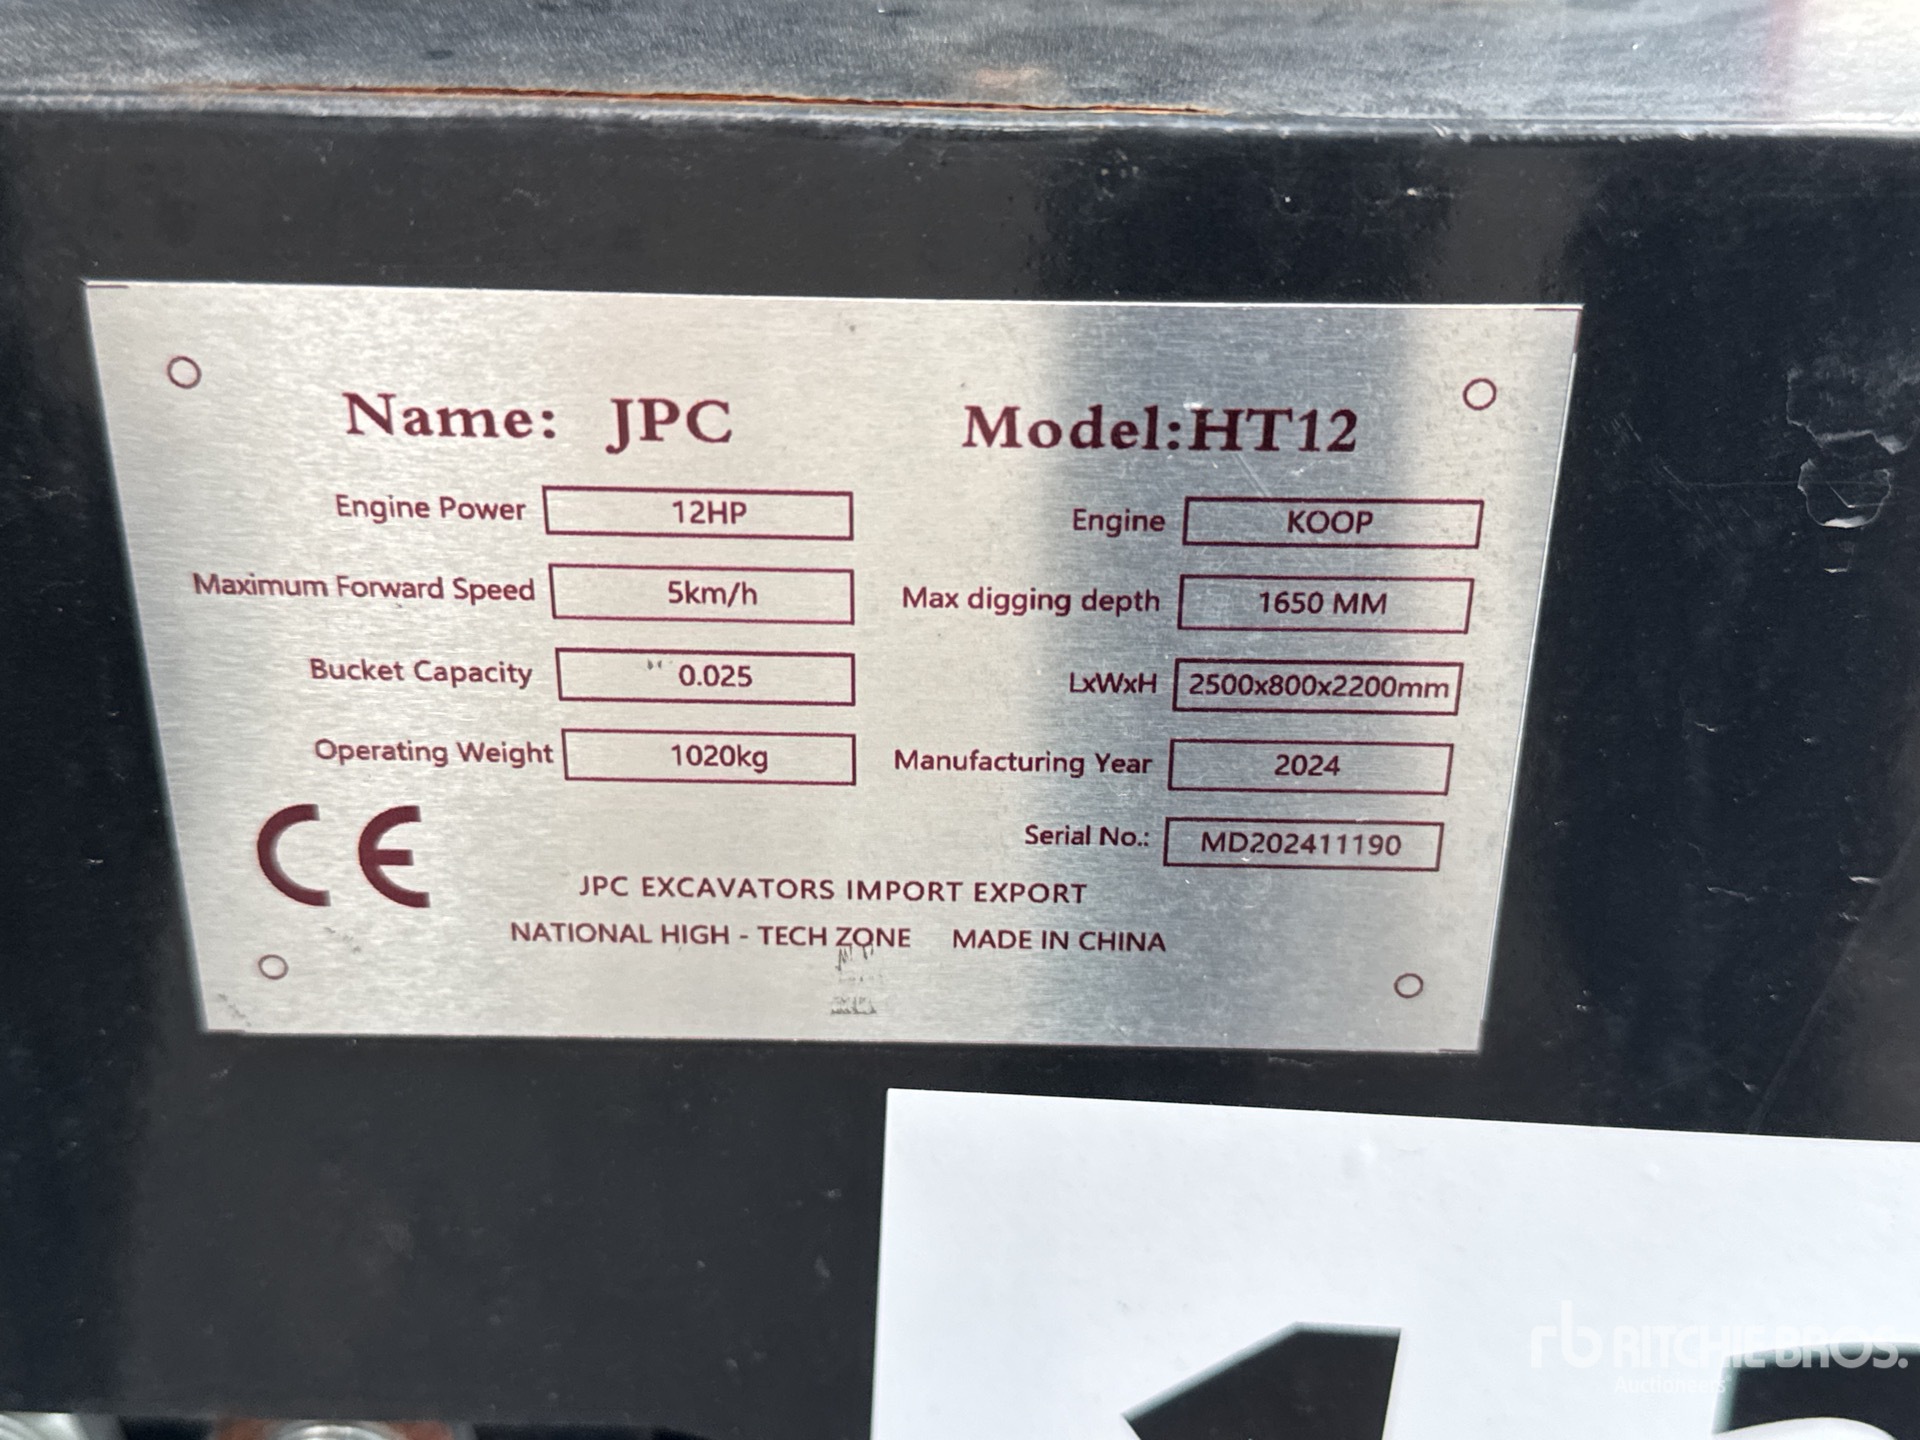 Name: JPC Model:HT12
Engine Power 12HP Engine KOOP
Maximum Forward Speed 5km/h Max digging depth 1650 MM
Bucket Capacity 0.025 LxWxH 2500x800x2200mm
Operating Weight 1020kg Manufacturing Year 2024
Serial No.: MD202411190
CE
JPC EXCAVATORS IMPORT EXPORT
NATIONAL HIGH - TECH ZONE MADE IN CHINA
rb RITCHIE BROS.
Auctioneers